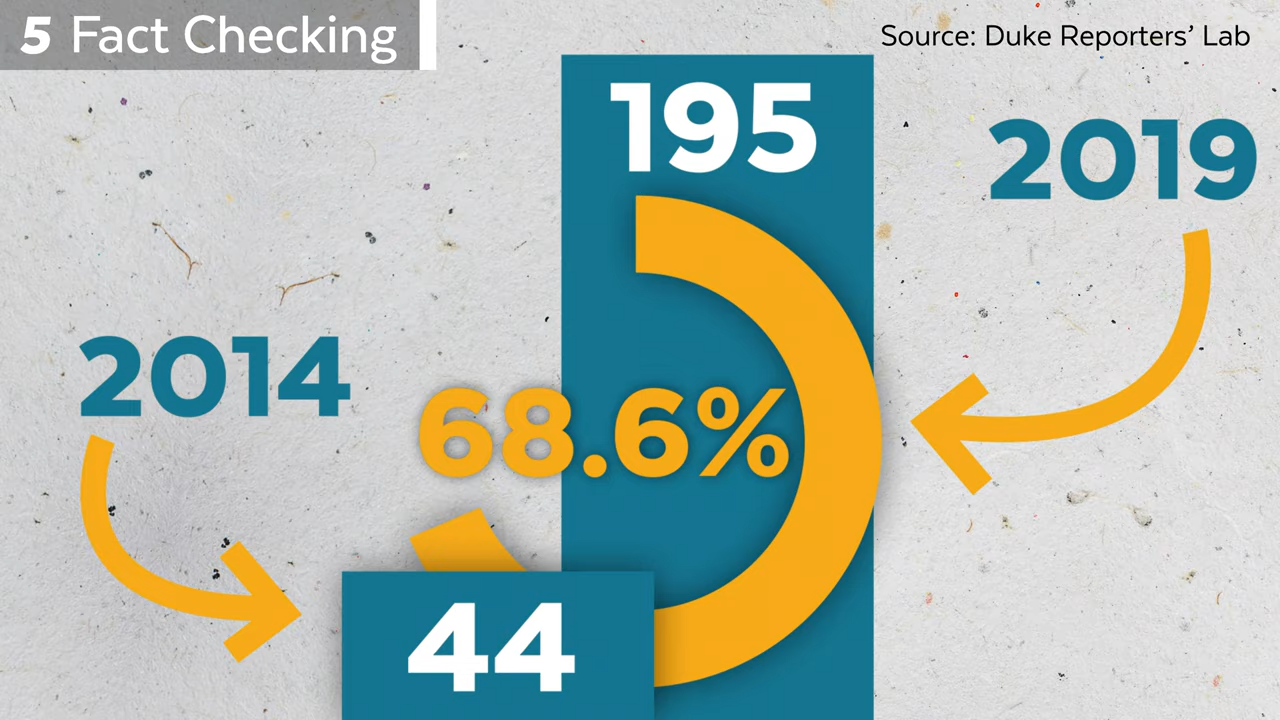 5 Fact Checking
Source: Duke Reporters’ Lab
195
2019
2014
68.6%
44